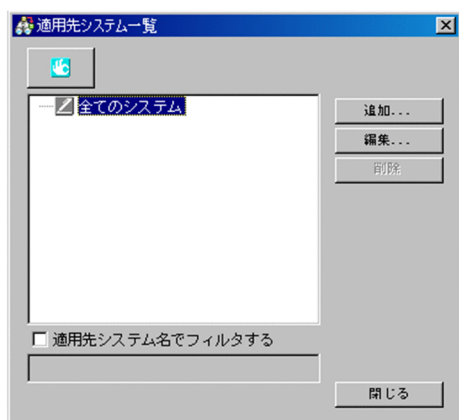 適用先システム一覧
全てのシステム
追加...
編集...
削除
適用先システム名でフィルタする
閉じる